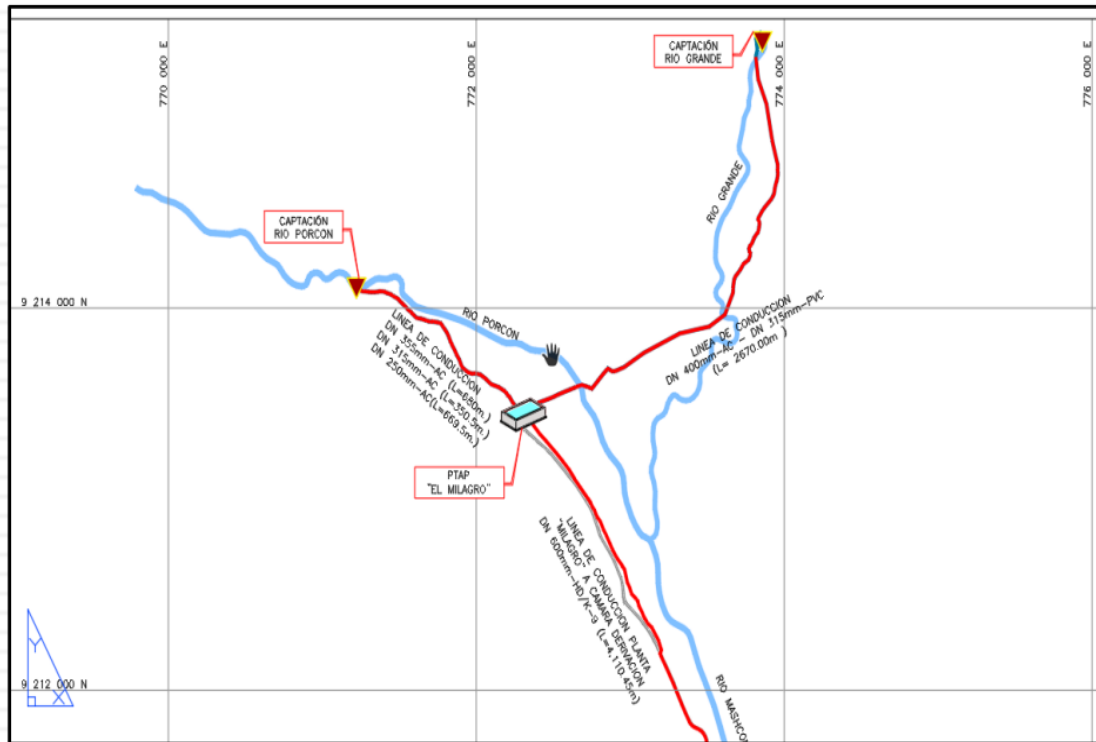 770 000 E
772 000 E
774 000 E
776 000 E
CAPTACIÓN
RIO GRANDE
RIO GRANDE
CAPTACIÓN
RIO PORCON
9 214 000 N
RIO PORCON
LINEA DE CONDUCCION
DN 400mm-AC - DN 315mm-PVC
(L= 2670.00m )
LINEA DE CONDUCCION
DN 355mm-AC (L=680m.)
DN 315mm-AC (L=350.5m.)
DN 250mm-AC(L=669.5m.)
PTAP
"EL MILAGRO"
LINEA DE CONDUCCION PLANTA
"MILAGRO" A CAMARA DERIVACION
DN 600mm-HD/K-9 (L=4,110.45m)
9 212 000 N
RIO MASHCON
Y
X